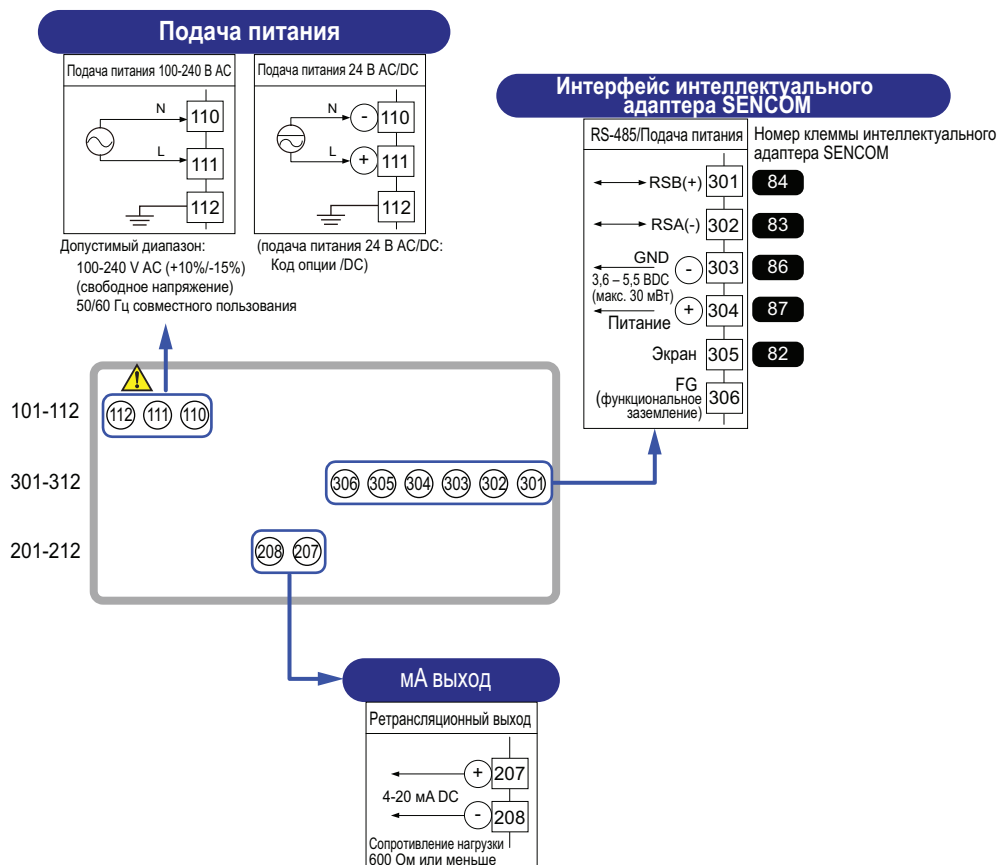 Подача питания
Подача питания 100-240 В AC
N
110
L
111
112
Допустимый диапазон:
100-240 V AC (+10%/-15%)
(свободное напряжение)
50/60 Гц совместного пользования
Подача питания 24 В AC/DC
N
-
110
L
+
111
112
(подача питания 24 В AC/DC:
Код опции /DC)
Интерфейс интеллектуального
адаптера SENCOM
RS-485/Подача питания
Номер клеммы интеллектуального
адаптера SENCOM
RSB(+) 301 84
RSA(-) 302 83
GND
- 303 86
3,6 – 5,5 ВDC
(макс. 30 мВт)
+ 304 87
Питание
Экран 305 82
FG
(функциональное
заземление)
306
101-112
112 111 110
301-312
306 305 304 303 302 301
201-212
208 207
мА выход
Ретрансляционный выход
+ 207
4-20 мА DC
- 208
Сопротивление нагрузки
600 Ом или меньше